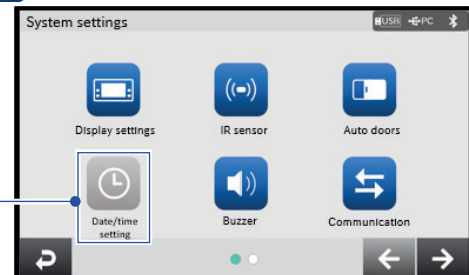 System settings
USB PC
Display settings
IR sensor
Auto doors
Date/time
setting
Buzzer
Communication